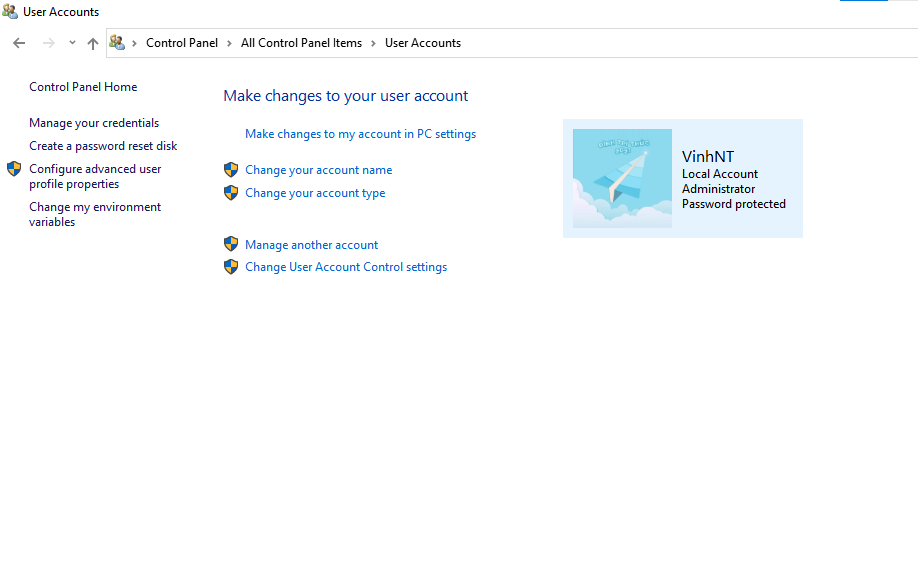 User Accounts
Control Panel
All Control Panel Items
User Accounts
Control Panel Home
Manage your credentials
Create a password reset disk
Configure advanced user
profile properties
Change my environment
variables
Make changes to your user account
Make changes to my account in PC settings
Change your account name
Change your account type
Manage another account
Change User Account Control settings
VinhNT
Local Account
Administrator
Password protected